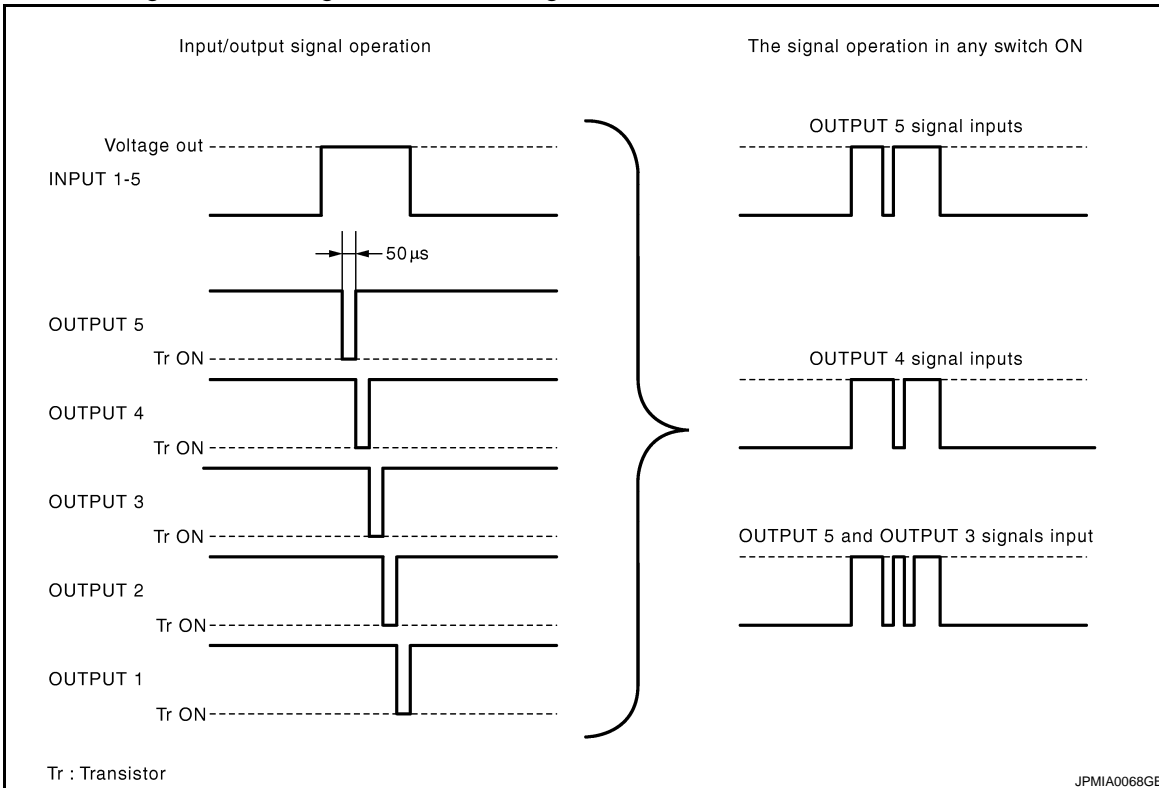 Input/output signal operation
The signal operation in any switch ON
Voltage out
INPUT 1-5
50 µs
OUTPUT 5
Tr ON
OUTPUT 4
Tr ON
OUTPUT 3
Tr ON
OUTPUT 2
Tr ON
OUTPUT 1
Tr ON
OUTPUT 5 signal inputs
OUTPUT 4 signal inputs
OUTPUT 5 and OUTPUT 3 signals input
Tr : Transistor